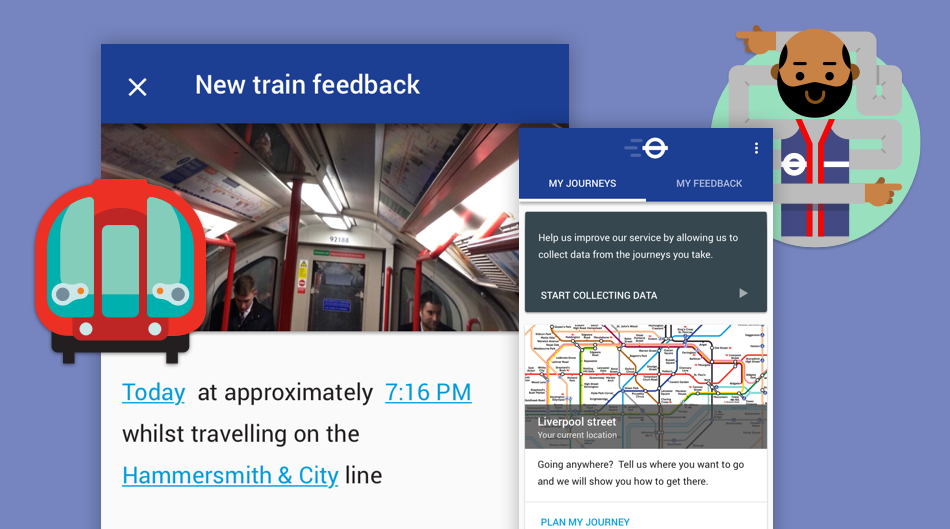 New train feedback
92188
Today at approximately 7:16 PM
whilst travelling on the
Hammersmith & City line
MY JOURNEYS
MY FEEDBACK
Help us improve our service by allowing us to
collect data from the journeys you take.
START COLLECTING DATA
Liverpool street
Your current location
Going anywhere? Tell us where you want to go
and we will show you how to get there.
PLAN MY JOURNEY